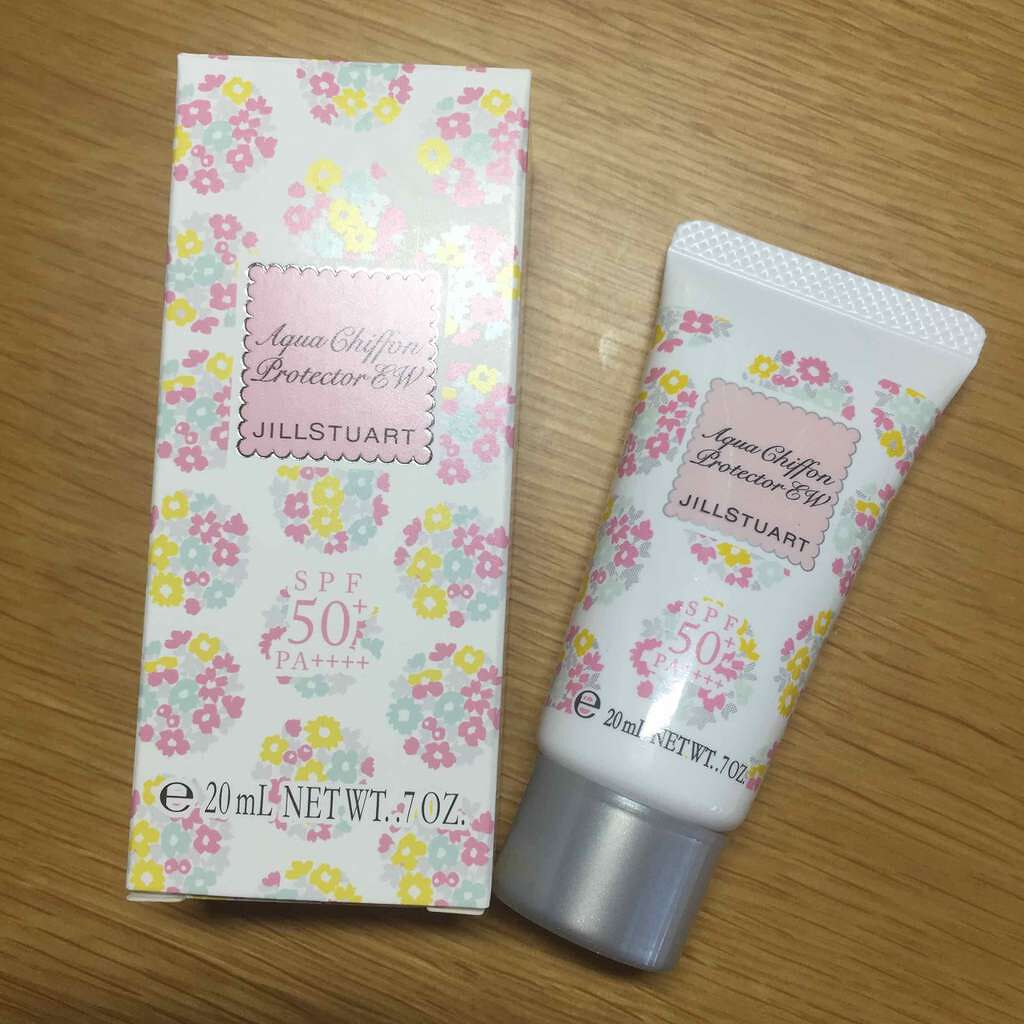 Aqua Chiffon
Protector EW
JILLSTUART
SPF
50+
PA++++
e 20 mL NET WT. .7 OZ.
Aqua Chiffon
Protector EW
JILLSTUART
SPF
50+
PA++++
e 20 mL NET WT. .7 OZ.